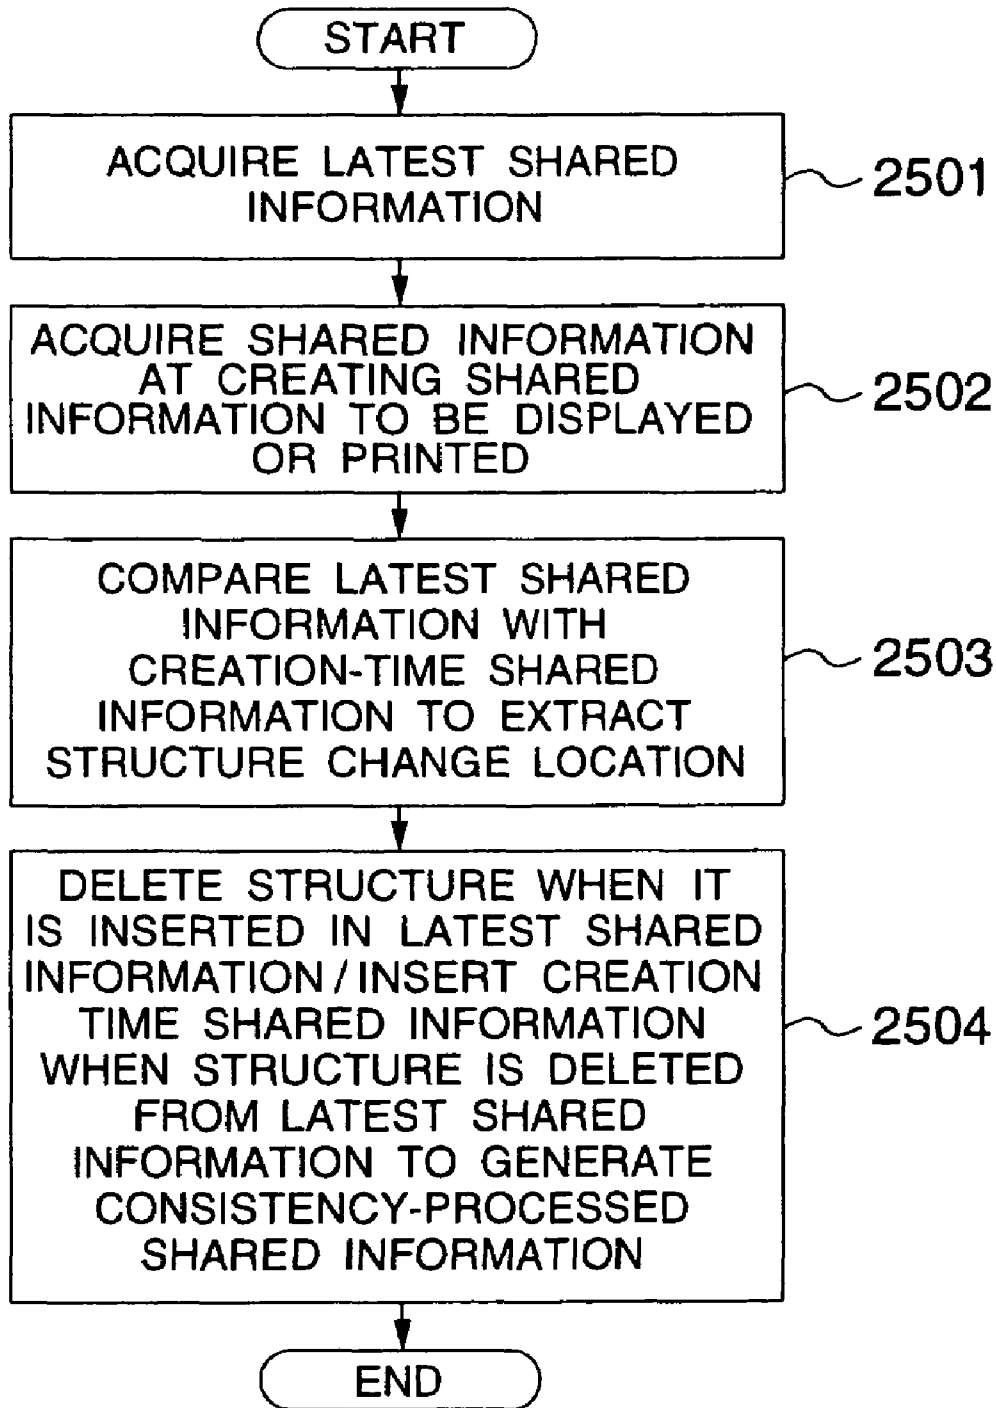 START
ACQUIRE LATEST SHARED
INFORMATION
2501
ACQUIRE SHARED INFORMATION
AT CREATING SHARED
INFORMATION TO BE DISPLAYED
OR PRINTED
2502
COMPARE LATEST SHARED
INFORMATION WITH
CREATION-TIME SHARED
INFORMATION TO EXTRACT
STRUCTURE CHANGE LOCATION
2503
DELETE STRUCTURE WHEN IT
IS INSERTED IN LATEST SHARED
INFORMATION/INSERT CREATION
TIME SHARED INFORMATION
WHEN STRUCTURE IS DELETED
FROM LATEST SHARED
INFORMATION TO GENERATE
CONSISTENCY-PROCESSED
SHARED INFORMATION
2504
END